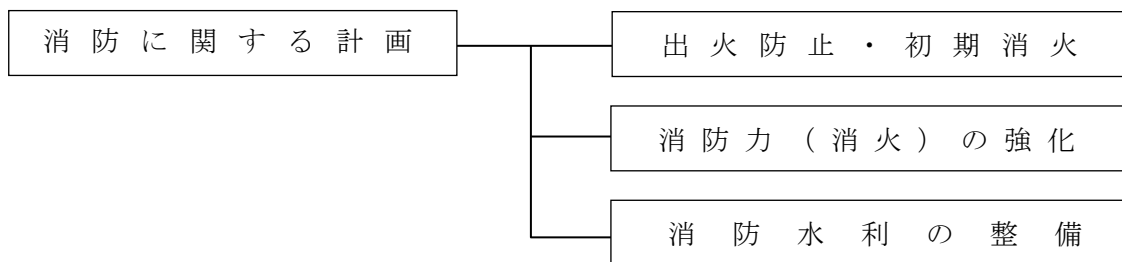 消防に関する計画
出火防止・初期消火
消防力（消火）の強化
消防水利の整備